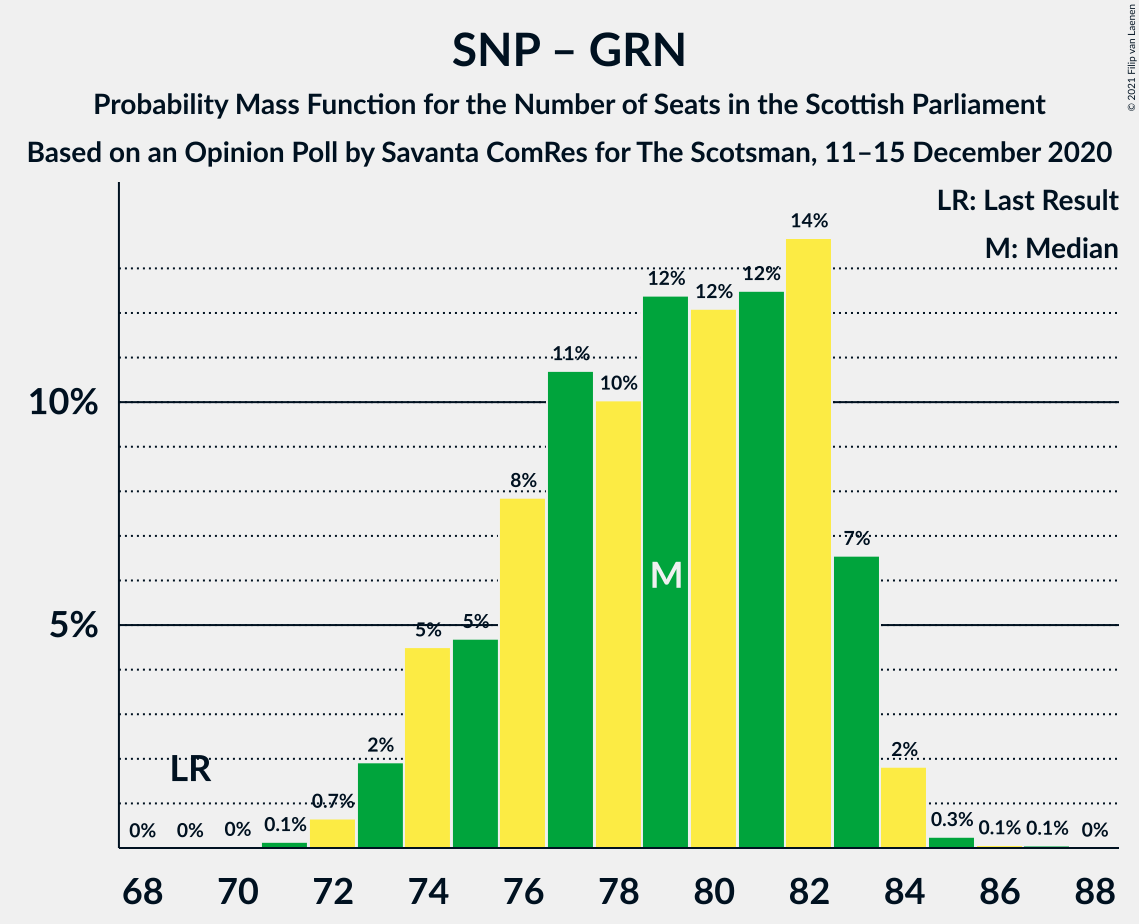 SNP – GRN
Probability Mass Function for the Number of Seats in the Scottish Parliament
Based on an Opinion Poll by Savanta ComRes for The Scotsman, 11–15 December 2020
© 2021 Filip van Laenen
LR: Last Result
M: Median
10%
5%
0%
0%
0%
0.1%
0.7%
2%
5%
5%
8%
11%
10%
12%
12%
12%
14%
7%
2%
0.3%
0.1%
0.1%
0%
LR
M
68 70 72 74 76 78 80 82 84 86 88